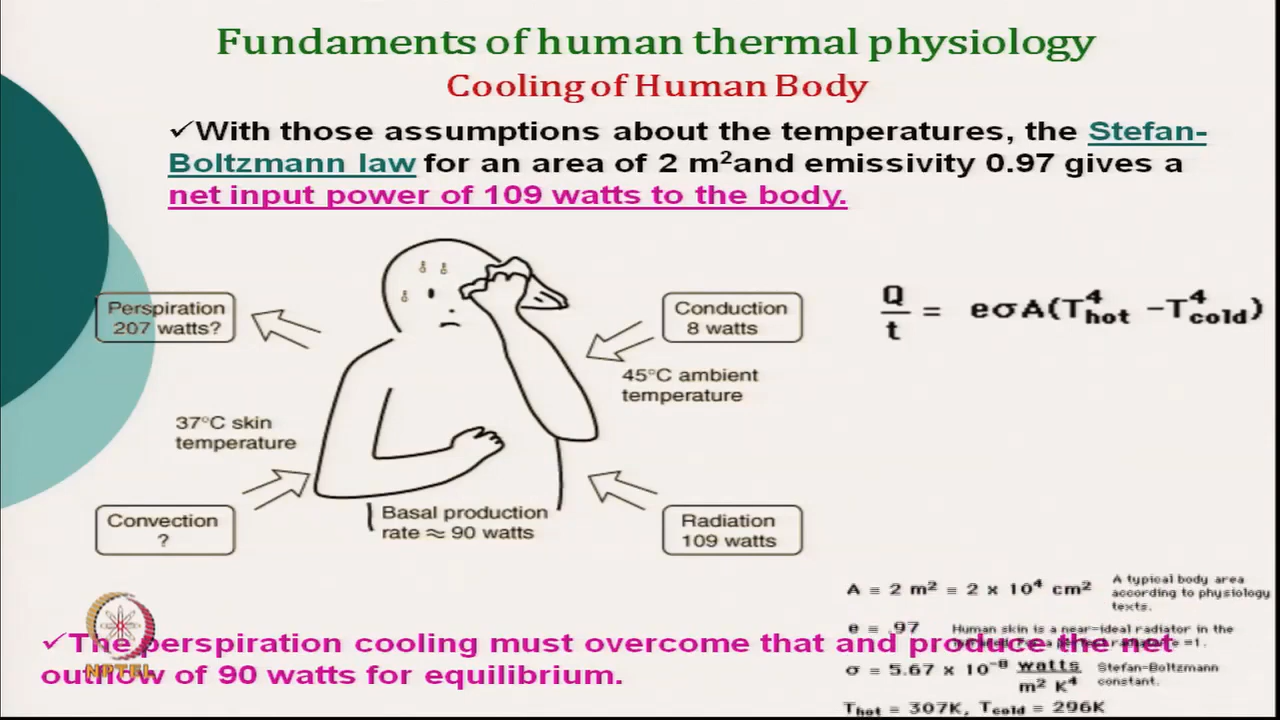 Fundaments of human thermal physiology
Cooling of Human Body
✓With those assumptions about the temperatures, the Stefan-
Boltzmann law for an area of 2 m²and emissivity 0.97 gives a
net input power of 109 watts to the body.
Perspiration
207 watts?
Conduction
8 watts
45°C ambient
temperature
37°C skin
temperature
Convection
?
Basal production
rate ≈ 90 watts
Radiation
109 watts
Q/t = eσA(T⁴hot −T⁴cold)
A = 2 m² = 2 x 10⁴ cm²
A typical body area
according to physiology
texts.
e = .97
Human skin is a near-ideal radiator in the
=1.
σ = 5.67 x 10⁻⁸ watts/m² K⁴
Stefan-Boltzmann
constant.
Thot = 307K, Tcold = 296K
✓The perspiration cooling must overcome that and produce the net
outflow of 90 watts for equilibrium.
NPTEL